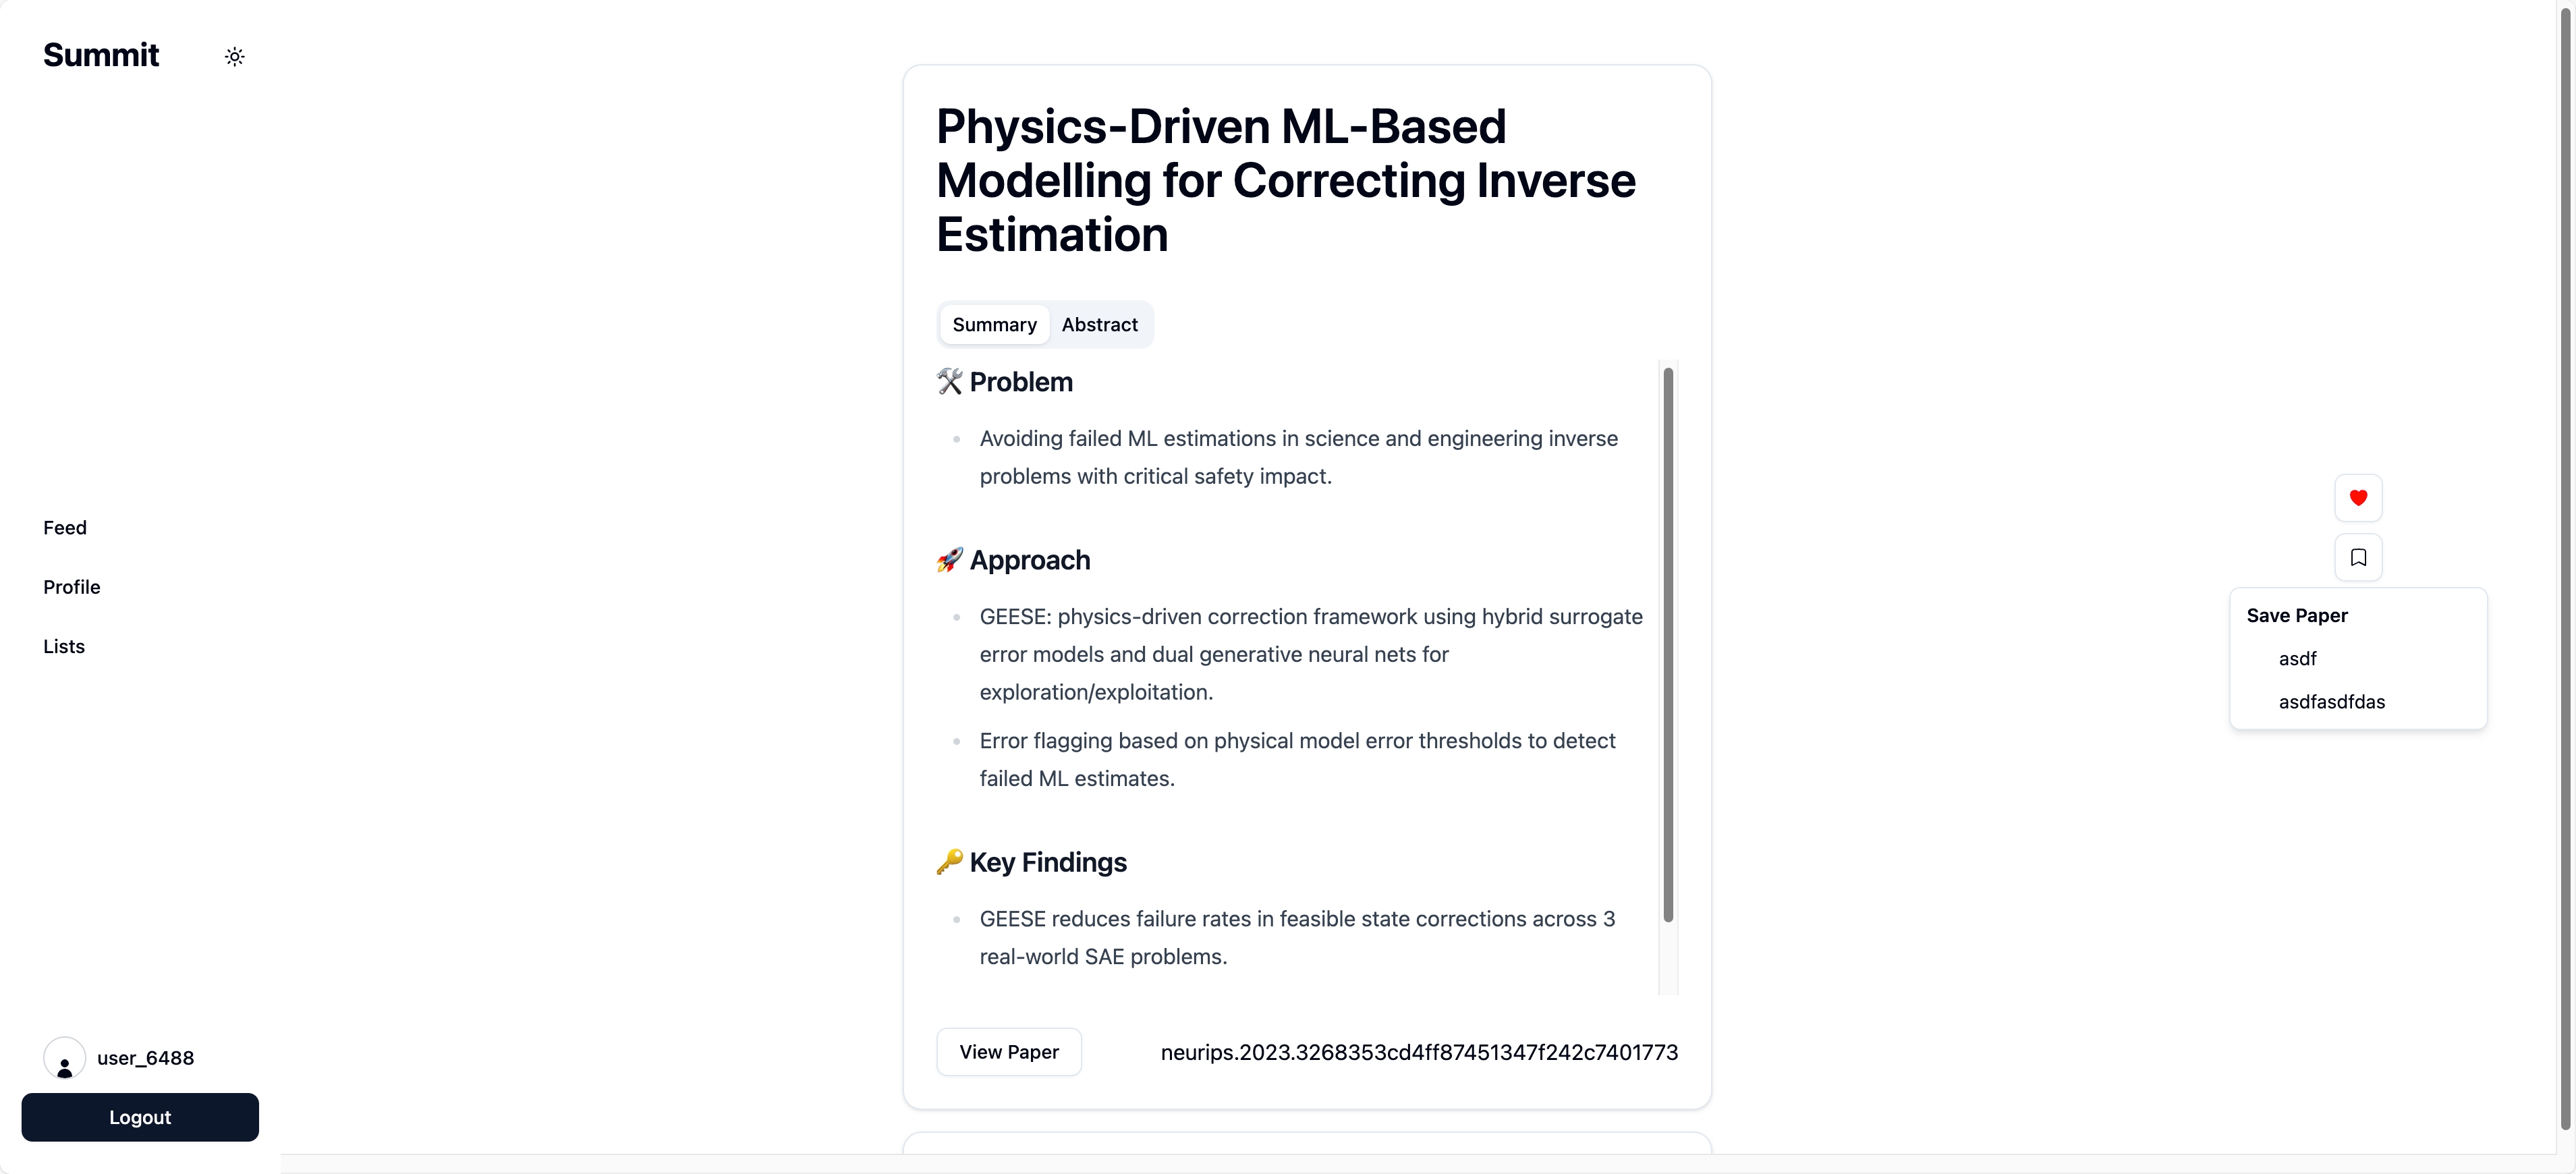 Summit
Physics-Driven ML-Based
Modelling for Correcting Inverse
Estimation
Summary
Abstract
🛠️ Problem
Avoiding failed ML estimations in science and engineering inverse
problems with critical safety impact.
🚀 Approach
GEESE: physics-driven correction framework using hybrid surrogate
error models and dual generative neural nets for
exploration/exploitation.
Error flagging based on physical model error thresholds to detect
failed ML estimates.
🔑 Key Findings
GEESE reduces failure rates in feasible state corrections across 3
real-world SAE problems.
View Paper
neurips.2023.3268353cd4ff87451347f242c7401773
Feed
Profile
Lists
user_6488
Logout
Save Paper
asdf
asdfasdfdas